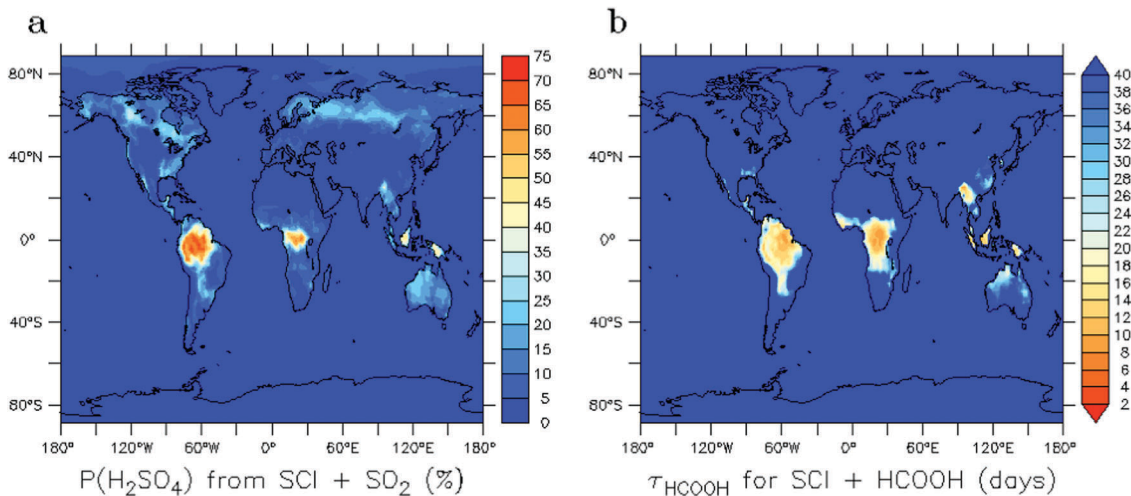 a
b
80°N
40°N
0°
40°S
80°S
180°
120°W
60°W
0°
60°E
120°E
180°
75
70
65
60
55
50
45
40
35
30
25
20
15
10
5
0
P(H₂SO₄) from SCI + SO₂ (%)
80°N
40°N
0°
40°S
80°S
180°
120°W
60°W
0°
60°E
120°E
180°
40
38
36
34
32
30
28
26
24
22
20
18
16
14
12
10
8
6
4
2
τHCOOH for SCI + HCOOH (days)